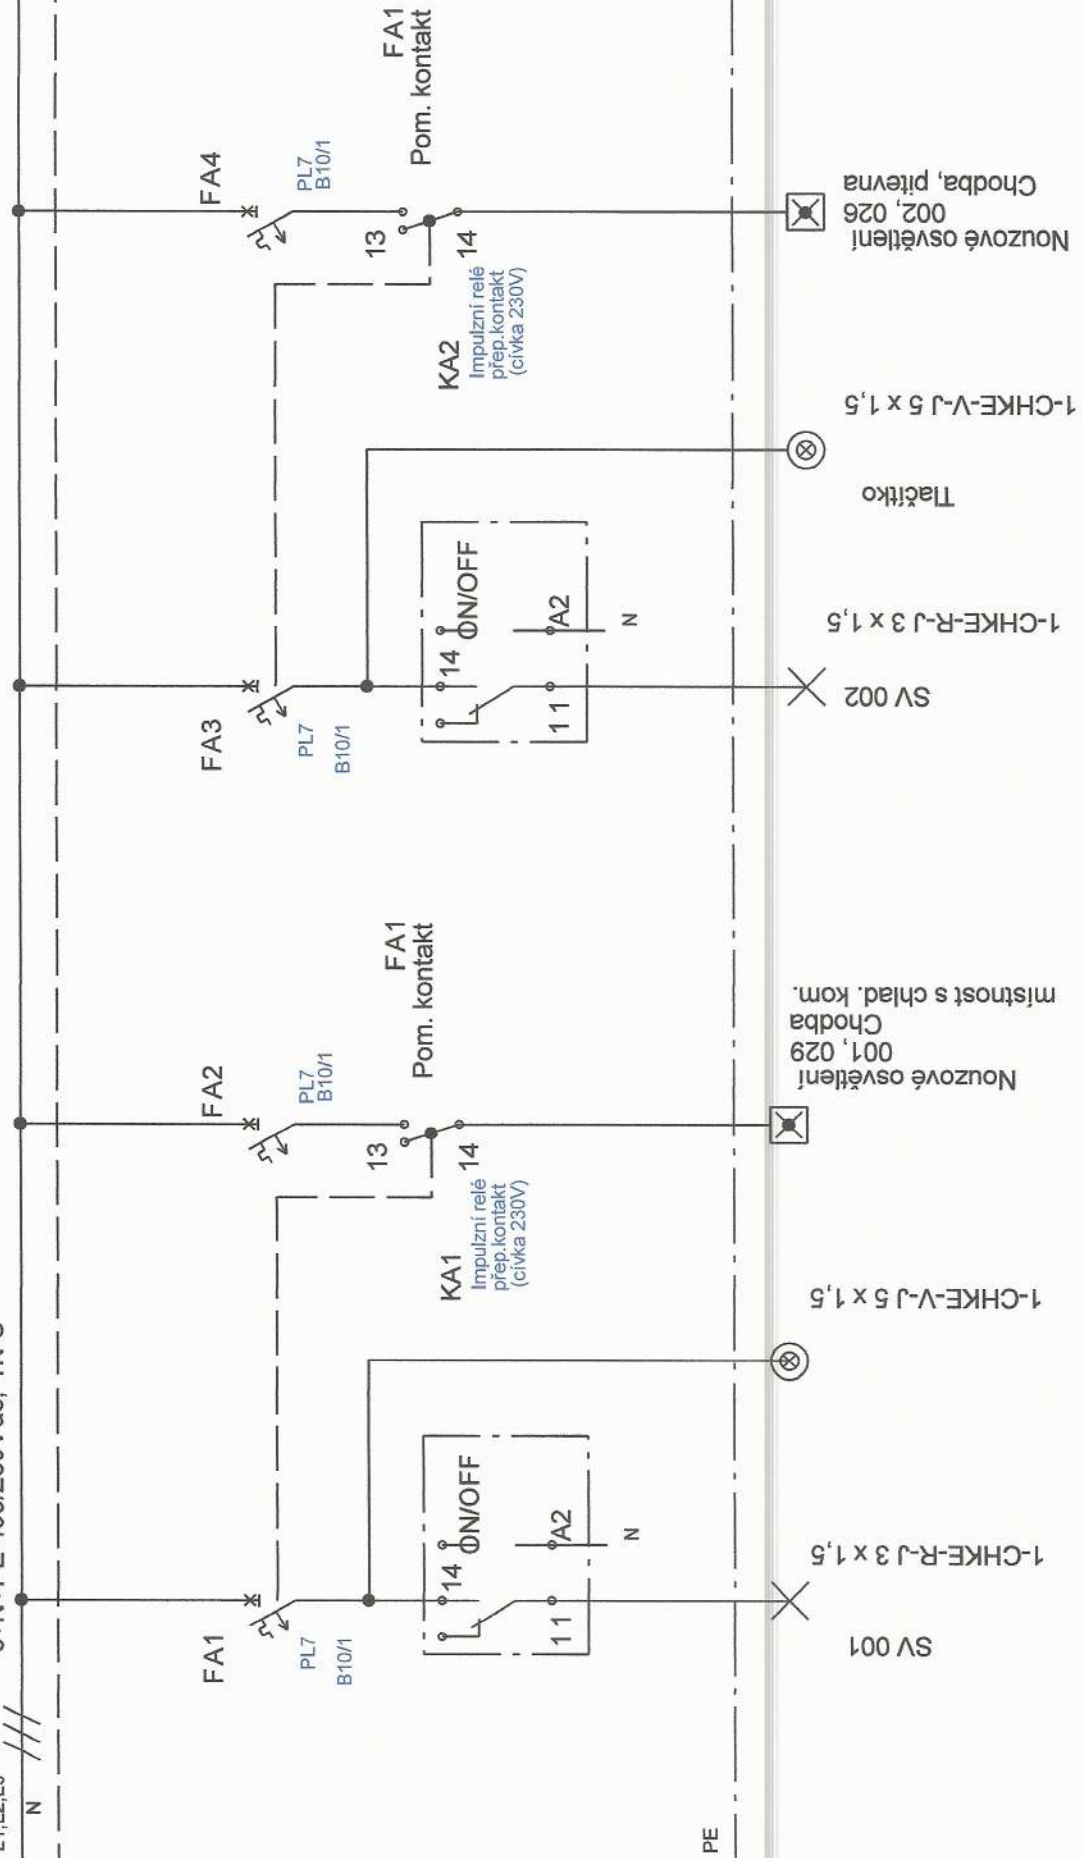 N
PE
FA1
PL7
B10/1
14
ON/OFF
11
A2
N
KA1
Impulzní relé
přep.kontakt
(cívka 230V)
FA2
PL7
B10/1
13
14
FA1
Pom. kontakt
FA3
PL7
B10/1
14
ON/OFF
11
A2
N
KA2
Impulzní relé
přep.kontakt
(cívka 230V)
FA4
PL7
B10/1
13
14
FA1
Pom. kontakt
SV 001
1-CHKE-R-J 3 x 1,5
1-CHKE-V-J 5 x 1,5
Nouzové osvětlení
001, 029
Chodba
místnost s chlad. kom.
SV 002
1-CHKE-R-J 3 x 1,5
Tlačítko
1-CHKE-V-J 5 x 1,5
Nouzové osvětlení
002, 026
Chodba, pitevna